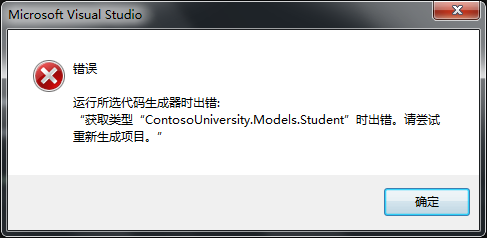 Microsoft Visual Studio
错误
运行所选代码生成器时出错:
“获取类型“ContosoUniversity.Models.Student”时出错。请尝试
重新生成项目。”
确定